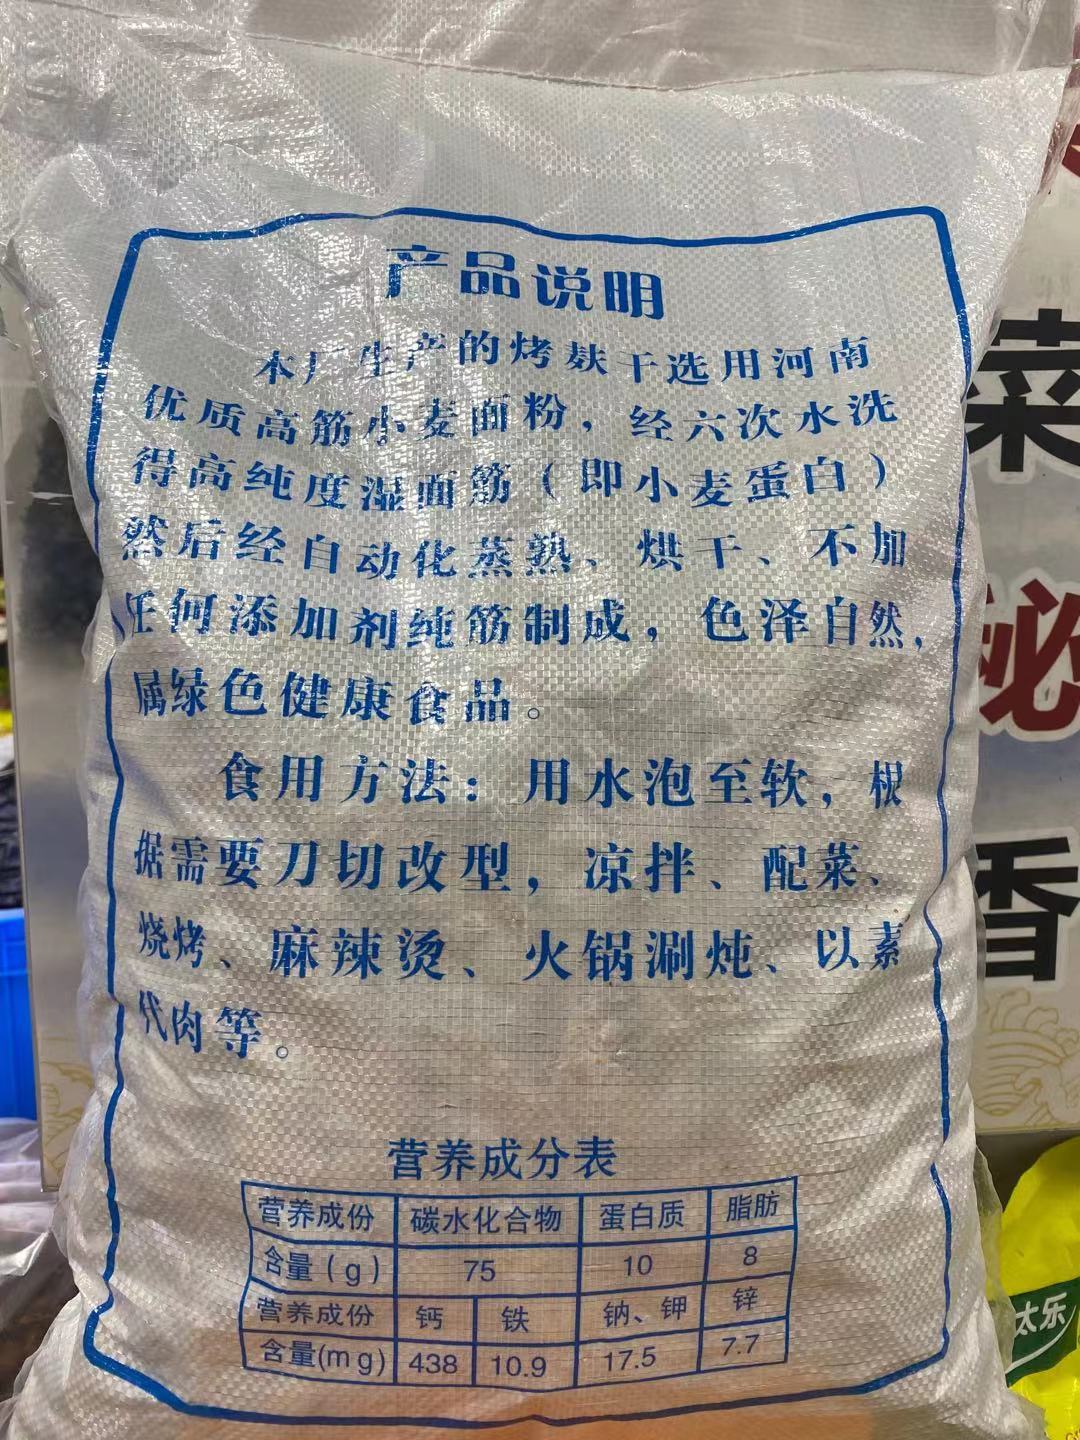 产品说明
本厂生产的烤麸干选用河南
优质高筋小麦面粉，经六次水洗
得高纯度湿面筋（即小麦蛋白）
然后经自动化蒸熟、烘干、不加
任何添加剂纯筋制成，色泽自然，
属绿色健康食品。
食用方法：用水泡至软，根
据需要刀切改型，凉拌、配菜、
烧烤、麻辣烫、火锅涮炖、以素
代肉等。
营养成分表
营养成份 碳水化合物 蛋白质 脂肪
含量（g） 75 10 8
营养成份 钙 铁 钠、钾 锌
含量(mg) 438 10.9 17.5 7.7
菜
秘
香
太乐